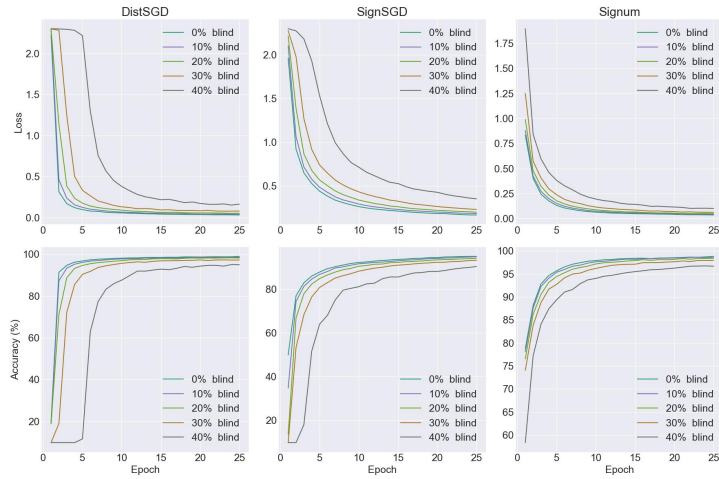 DistSGD
SignSGD
Signum
Loss
2.0
1.5
1.0
0.5
0.0
0% blind
10% blind
20% blind
30% blind
40% blind
0 5 10 15 20 25
2.0
1.5
1.0
0.5
0% blind
10% blind
20% blind
30% blind
40% blind
0 5 10 15 20 25
1.75
1.50
1.25
1.00
0.75
0.50
0.25
0.00
0% blind
10% blind
20% blind
30% blind
40% blind
0 5 10 15 20 25
Accuracy (%)
100
80
60
40
20
0% blind
10% blind
20% blind
30% blind
40% blind
0 5 10 15 20 25
Epoch
80
60
40
20
0% blind
10% blind
20% blind
30% blind
40% blind
0 5 10 15 20 25
Epoch
100
95
90
85
80
75
70
65
60
0% blind
10% blind
20% blind
30% blind
40% blind
0 5 10 15 20 25
Epoch